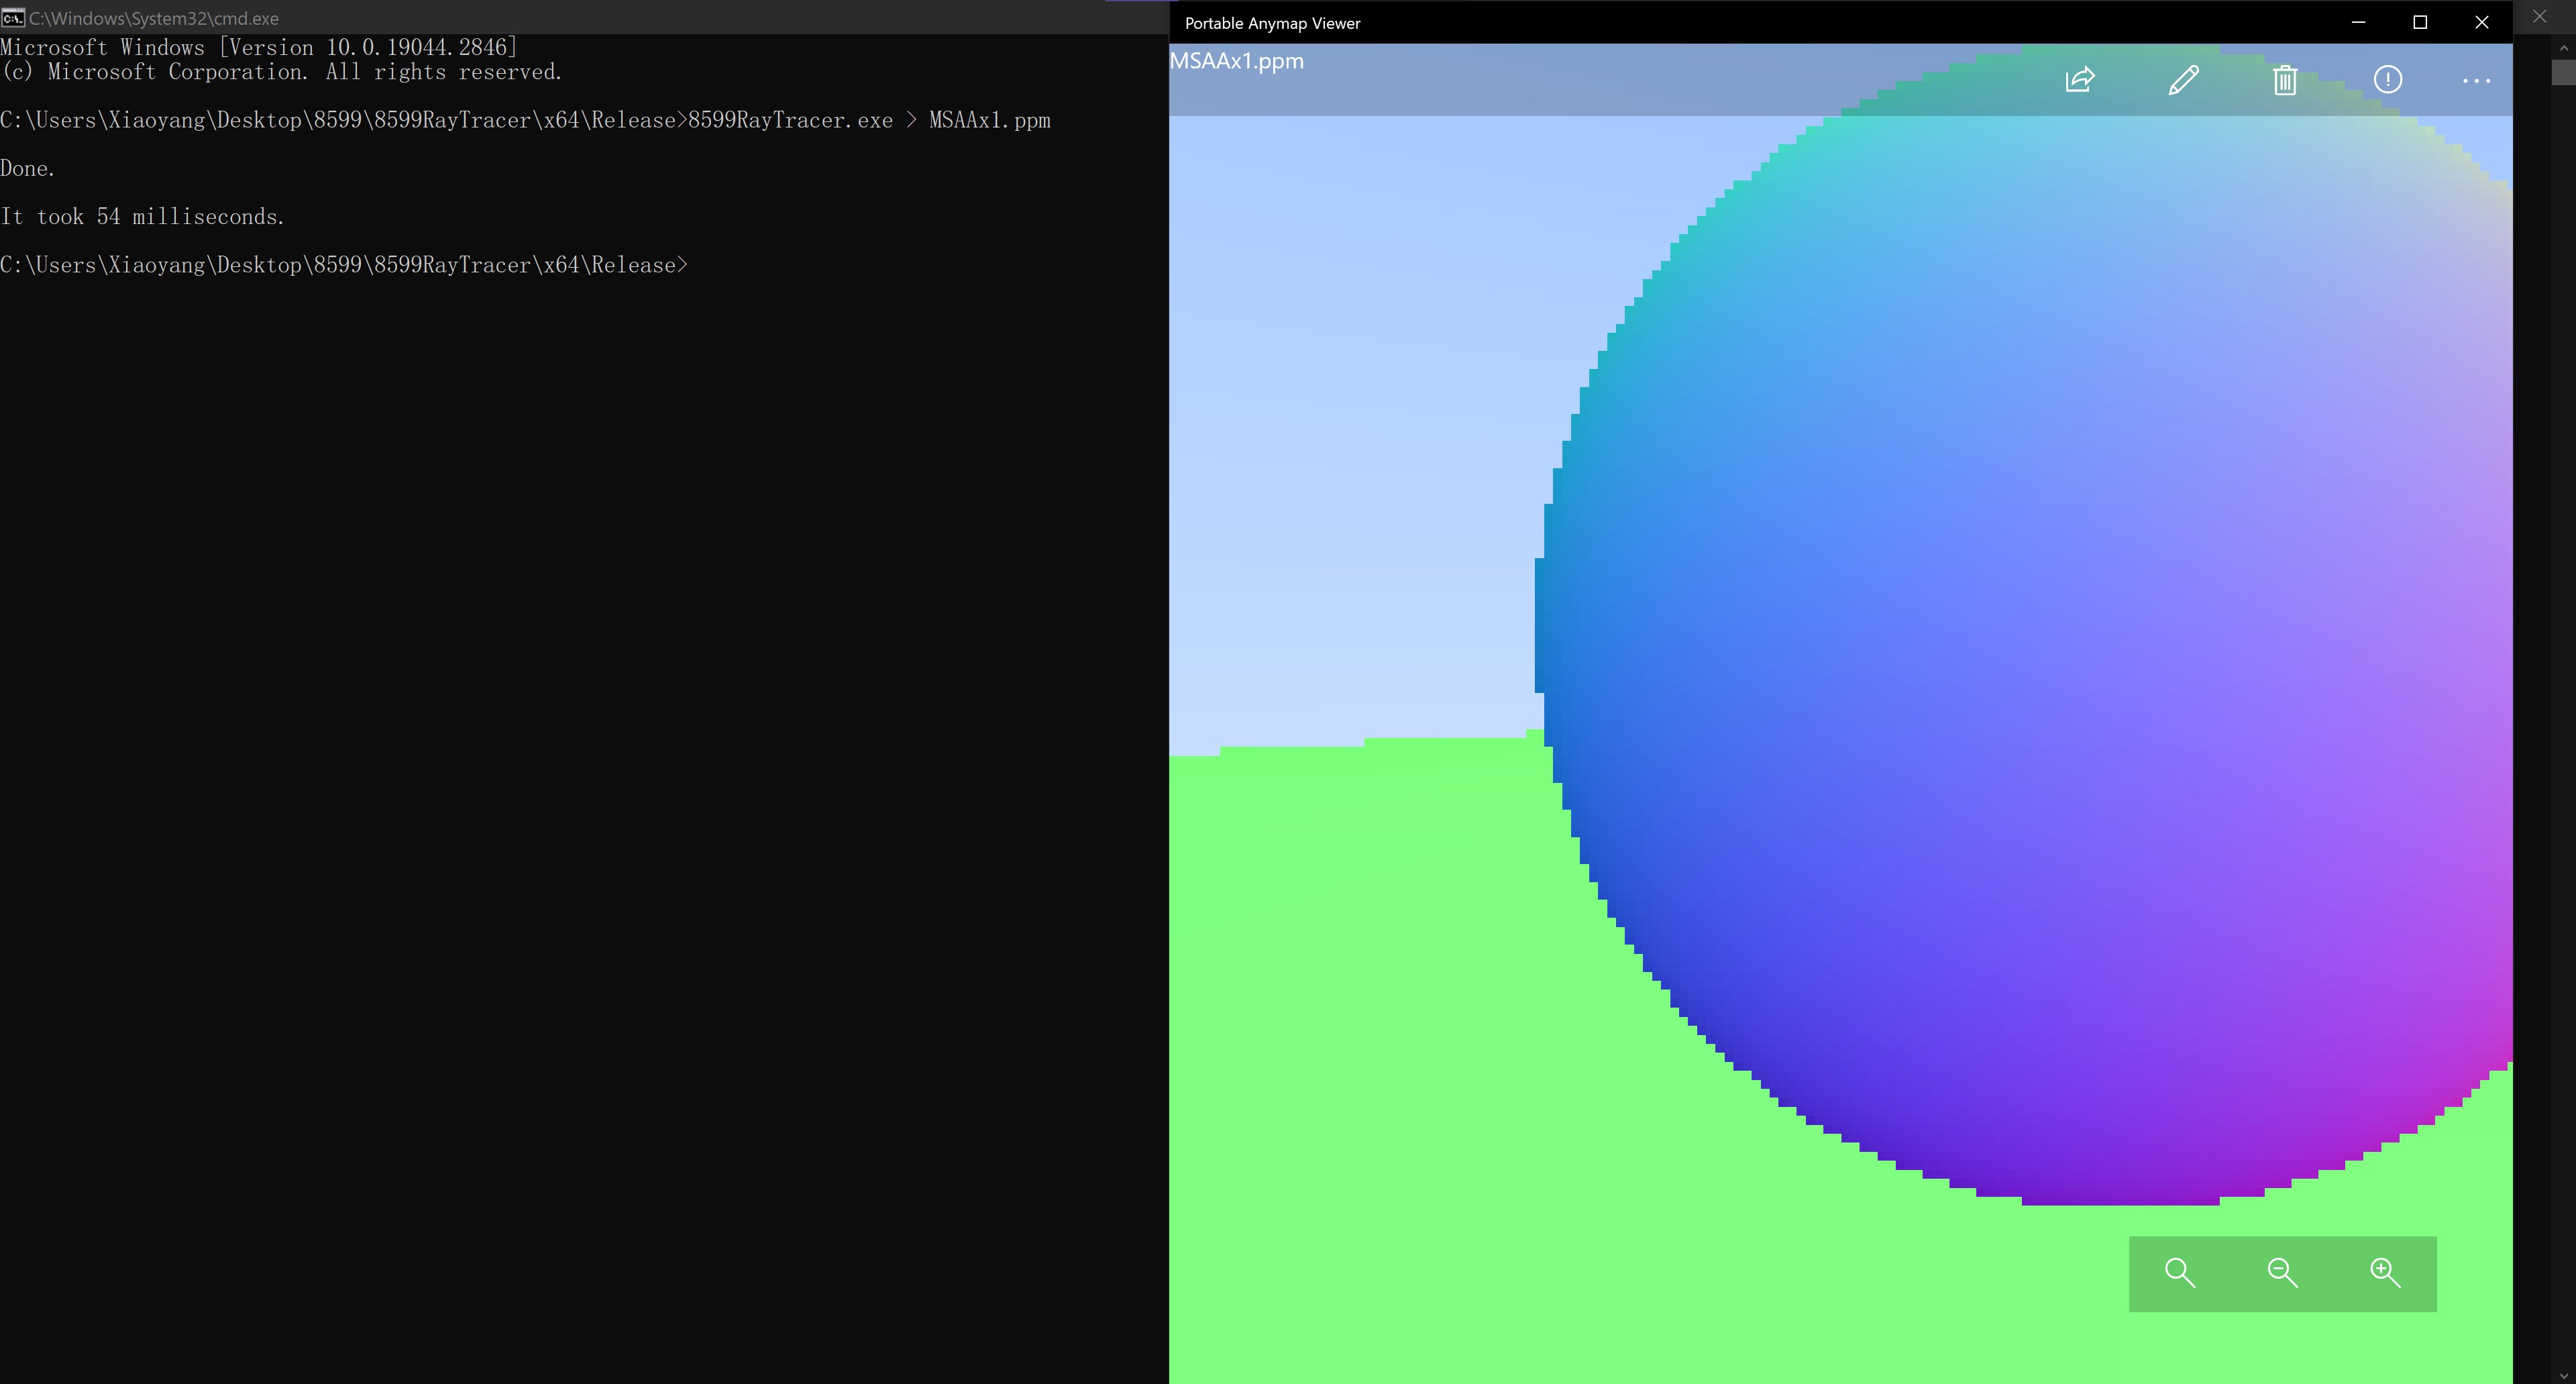 C:\Windows\System32\cmd.exe
Microsoft Windows [Version 10.0.19044.2846]
(c) Microsoft Corporation. All rights reserved.
C:\Users\Xiaoyang\Desktop\8599\8599RayTracer\x64\Release>8599RayTracer.exe > MSAAx1.ppm
Done.
It took 54 milliseconds.
C:\Users\Xiaoyang\Desktop\8599\8599RayTracer\x64\Release>
Portable Anymap Viewer
MSAAx1.ppm